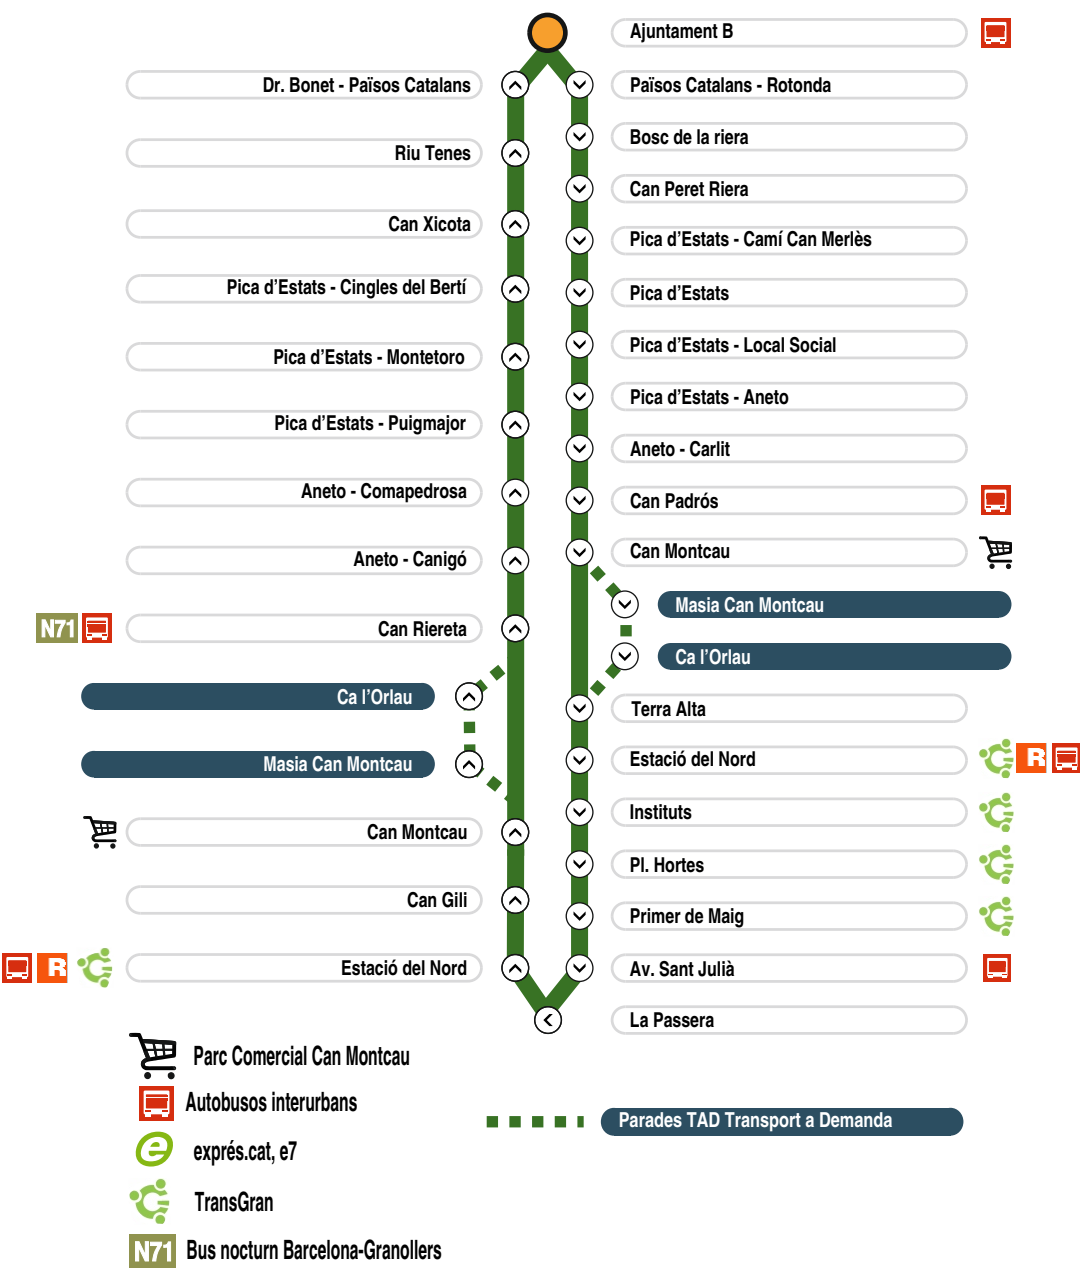 Ajuntament B
Dr. Bonet - Països Catalans
Països Catalans - Rotonda
Bosc de la riera
Riu Tenes
Can Peret Riera
Can Xicota
Pica d’Estats - Camí Can Merlès
Pica d’Estats - Cingles del Bertí
Pica d’Estats
Pica d’Estats - Montetoro
Pica d’Estats - Local Social
Pica d’Estats - Aneto
Pica d’Estats - Puigmajor
Aneto - Carlit
Aneto - Comapedrosa
Can Padrós
Aneto - Canigó
Can Montcau
Masia Can Montcau
N71
Can Riereta
Ca l’Orlau
Ca l’Orlau
Terra Alta
Masia Can Montcau
Estació del Nord
R
Can Montcau
Instituts
Pl. Hortes
Can Gili
Primer de Maig
R
Estació del Nord
Av. Sant Julià
La Passera
Parc Comercial Can Montcau
Autobusos interurbans
Parades TAD Transport a Demanda
e
exprés.cat, e7
TransGran
N71
Bus nocturn Barcelona-Granollers